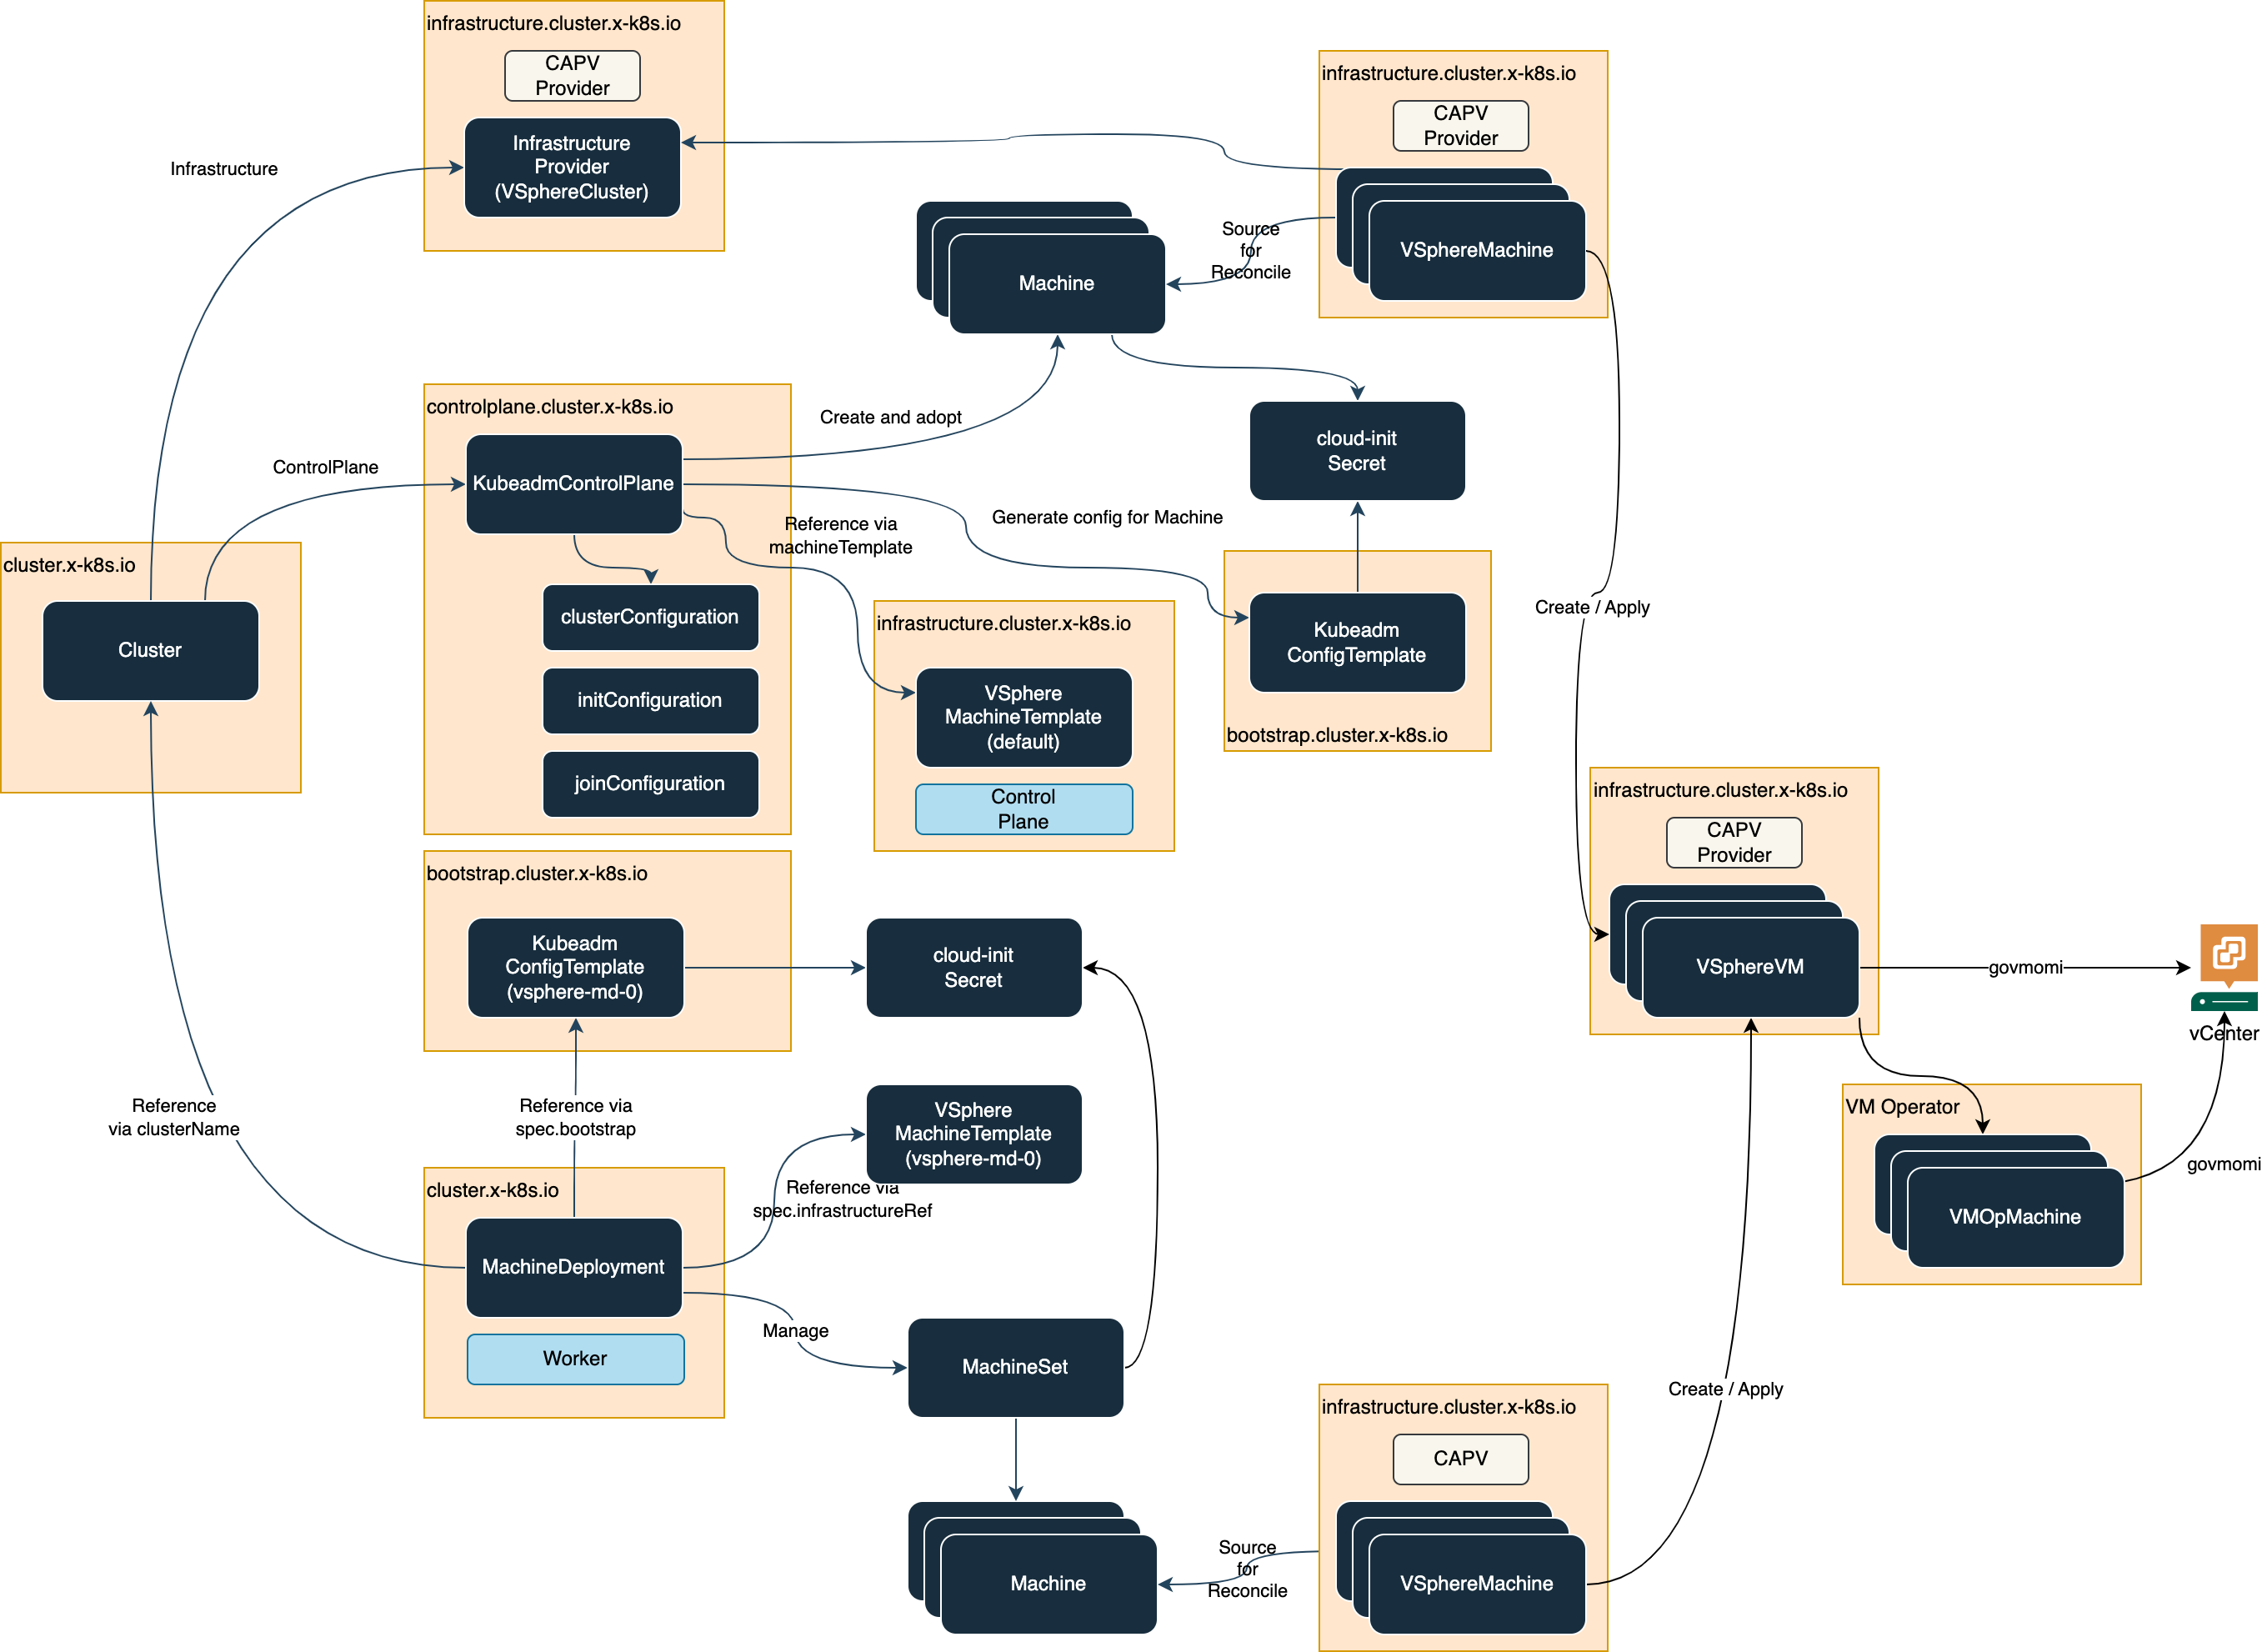 infrastructure.cluster.x-k8s.io
CAPV
Provider
Infrastructure
Provider
(VSphereCluster)
Infrastructure
infrastructure.cluster.x-k8s.io
CAPV
Provider
VSphereMachine
Source
for
Reconcile
Machine
controlplane.cluster.x-k8s.io
KubeadmControlPlane
ControlPlane
Create and adopt
cloud-init
Secret
Reference via
machineTemplate
Generate config for Machine
clusterConfiguration
initConfiguration
joinConfiguration
cluster.x-k8s.io
Cluster
infrastructure.cluster.x-k8s.io
VSphere
MachineTemplate
(default)
Control
Plane
Kubeadm
ConfigTemplate
bootstrap.cluster.x-k8s.io
Create / Apply
infrastructure.cluster.x-k8s.io
CAPV
Provider
VSphereVM
govmomi
vCenter
bootstrap.cluster.x-k8s.io
Kubeadm
ConfigTemplate
(vsphere-md-0)
cloud-init
Secret
Reference
via clusterName
Reference via
spec.bootstrap
VSphere
MachineTemplate
(vsphere-md-0)
Reference via
spec.infrastructureRef
VM Operator
VMOpMachine
govmomi
cluster.x-k8s.io
MachineDeployment
Worker
Manage
MachineSet
Create / Apply
infrastructure.cluster.x-k8s.io
CAPV
VSphereMachine
Source
for
Reconcile
Machine